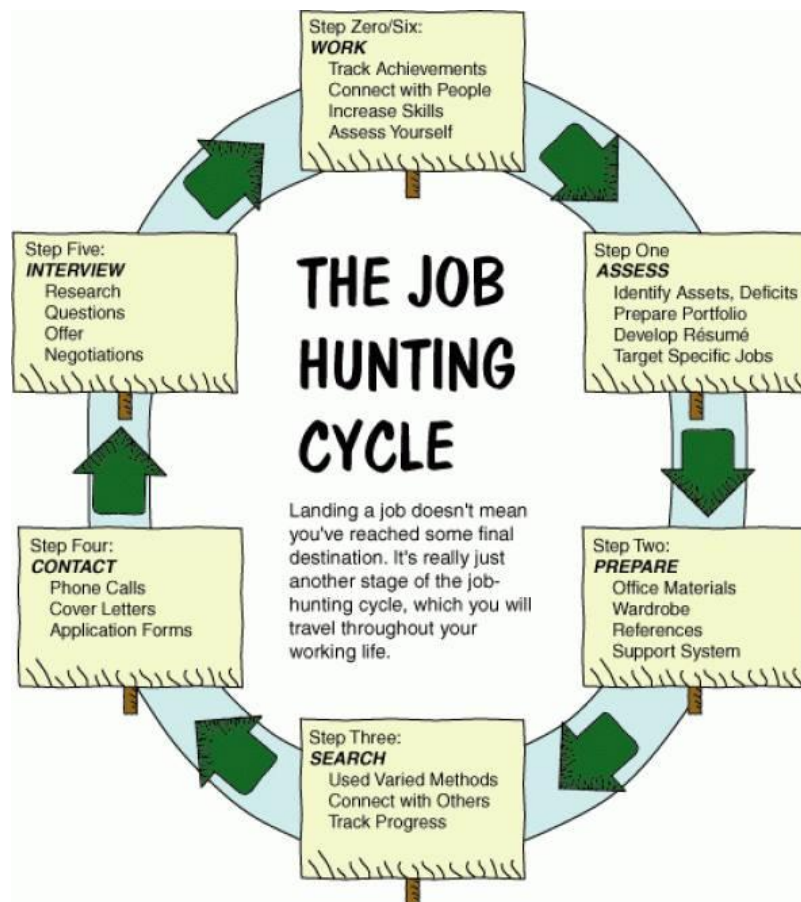 Step Zero/Six:
WORK
Track Achievements
Connect with People
Increase Skills
Assess Yourself
Step One
ASSESS
Identify Assets, Deficits
Prepare Portfolio
Develop Résumé
Target Specific Jobs
Step Two:
PREPARE
Office Materials
Wardrobe
References
Support System
Step Three:
SEARCH
Used Varied Methods
Connect with Others
Track Progress
Step Four:
CONTACT
Phone Calls
Cover Letters
Application Forms
Step Five:
INTERVIEW
Research
Questions
Offer
Negotiations
THE JOB
HUNTING
CYCLE
Landing a job doesn't mean
you've reached some final
destination. It's really just
another stage of the job-
hunting cycle, which you will
travel throughout your
working life.